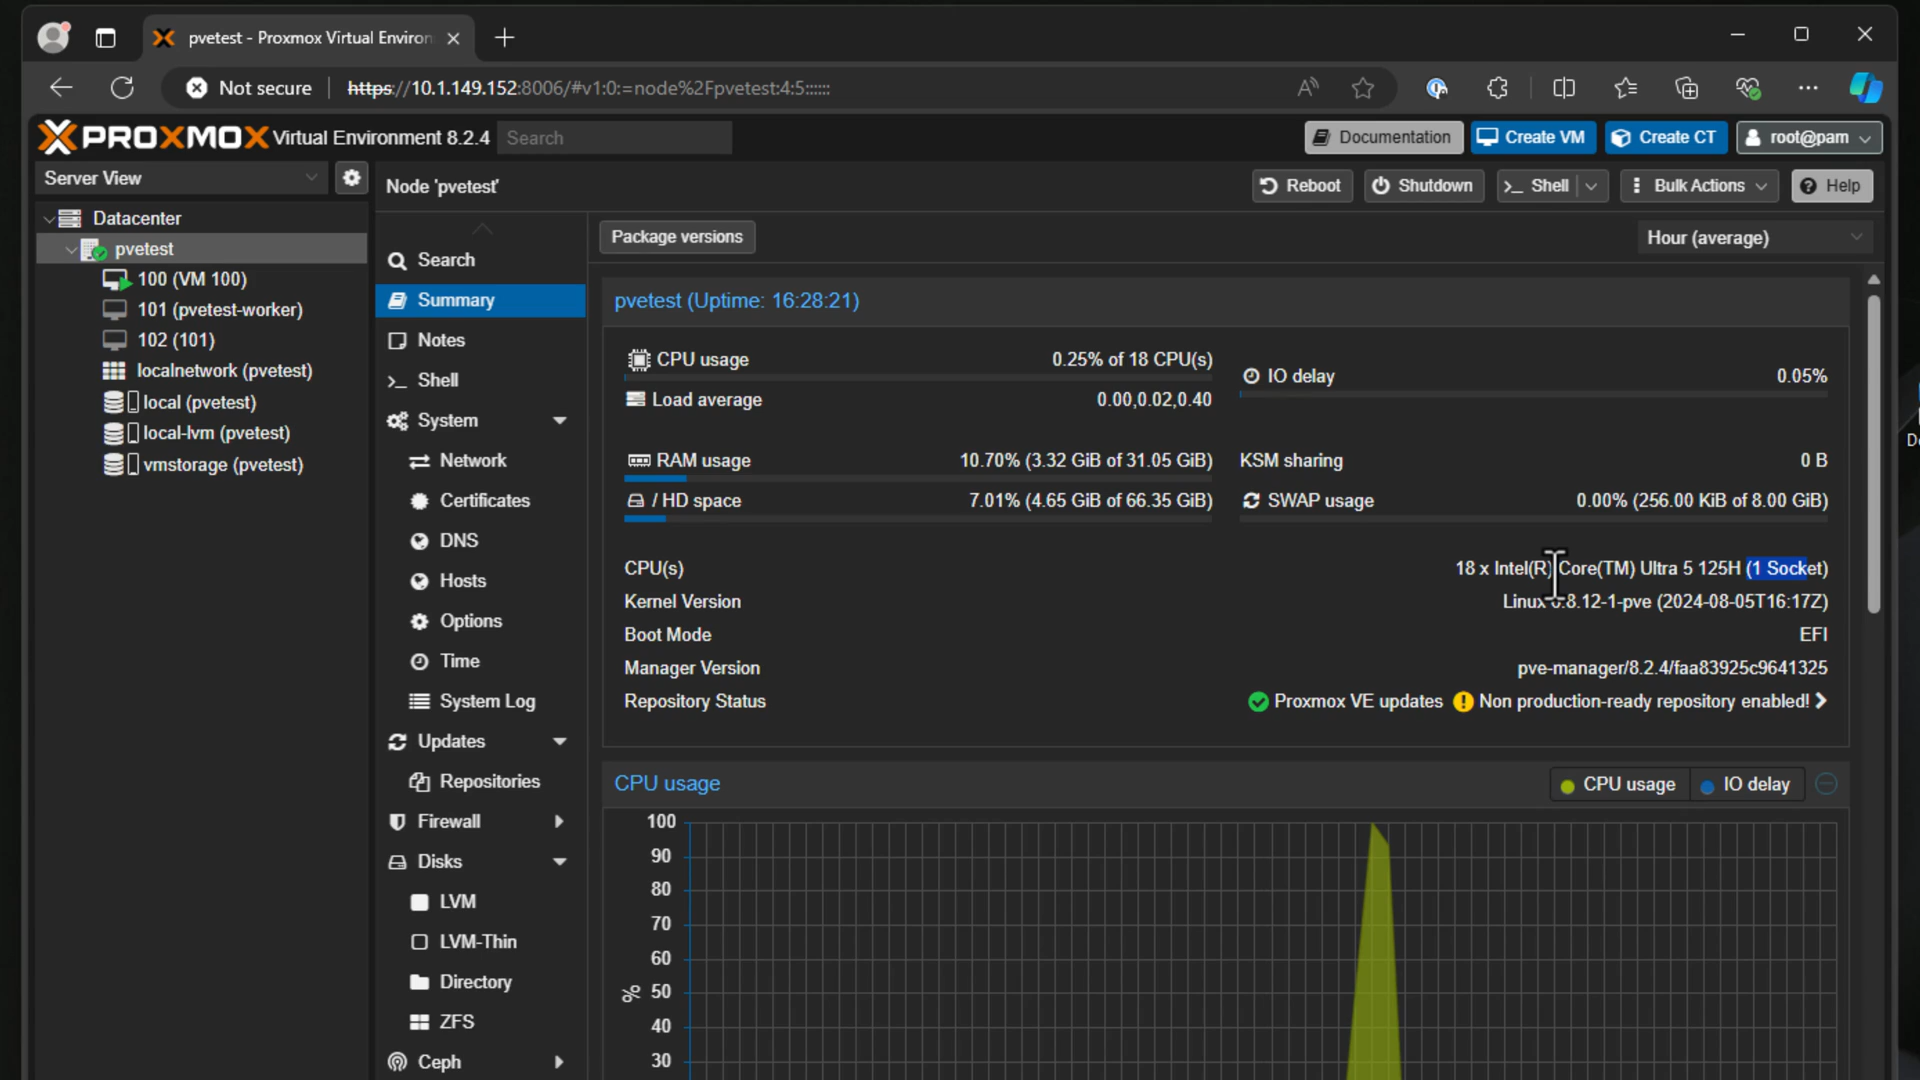 pvetest - Proxmox Virtual Environ
Not secure
https://10.1.149.152:8006/#v1:0:=node%2Fpvetest:4:5::::::
PROXMOX Virtual Environment 8.2.4
Search
Documentation
Create VM
Create CT
root@pam
Server View
Node 'pvetest'
Reboot
Shutdown
Shell
Bulk Actions
Help
Datacenter
pvetest
100 (VM 100)
101 (pvetest-worker)
102 (101)
localnetwork (pvetest)
local (pvetest)
local-lvm (pvetest)
vmstorage (pvetest)
Search
Summary
Notes
Shell
System
Network
Certificates
DNS
Hosts
Options
Time
System Log
Updates
Repositories
Firewall
Disks
LVM
LVM-Thin
Directory
ZFS
Ceph
Package versions
Hour (average)
pvetest (Uptime: 16:28:21)
CPU usage 0.25% of 18 CPU(s)
IO delay 0.05%
Load average 0.00,0.02,0.40
RAM usage 10.70% (3.32 GiB of 31.05 GiB)
KSM sharing 0 B
/ HD space 7.01% (4.65 GiB of 66.35 GiB)
SWAP usage 0.00% (256.00 KiB of 8.00 GiB)
CPU(s) 18 x Intel(R) Core(TM) Ultra 5 125H (1 Socket)
Kernel Version Linux 6.8.12-1-pve (2024-08-05T16:17Z)
Boot Mode EFI
Manager Version pve-manager/8.2.4/faa83925c9641325
Repository Status Proxmox VE updates Non production-ready repository enabled!
CPU usage
CPU usage IO delay
100
90
80
70
60
50
40
30
%